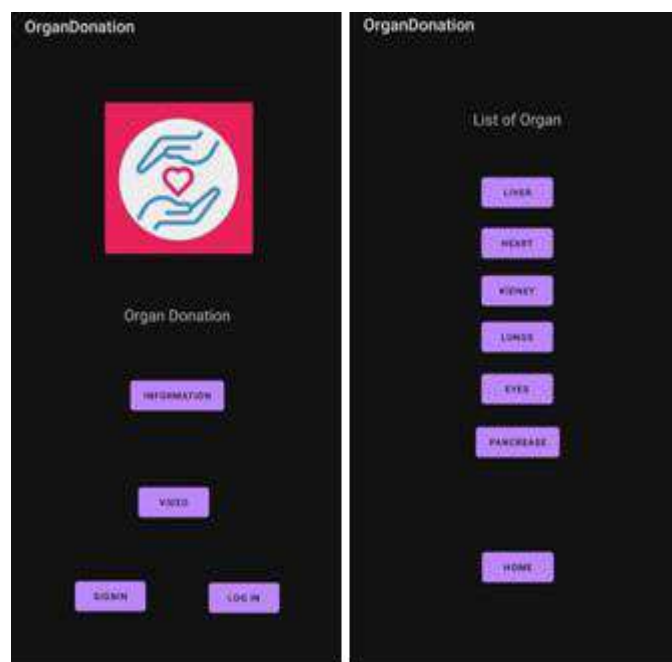 OrganDonation
Organ Donation
INFORMATION
VIDEO
SIGNIN LOG IN
OrganDonation
List of Organ
LIVER
HEART
KIDNEY
LUNGS
EYES
PANCREASE
HOME